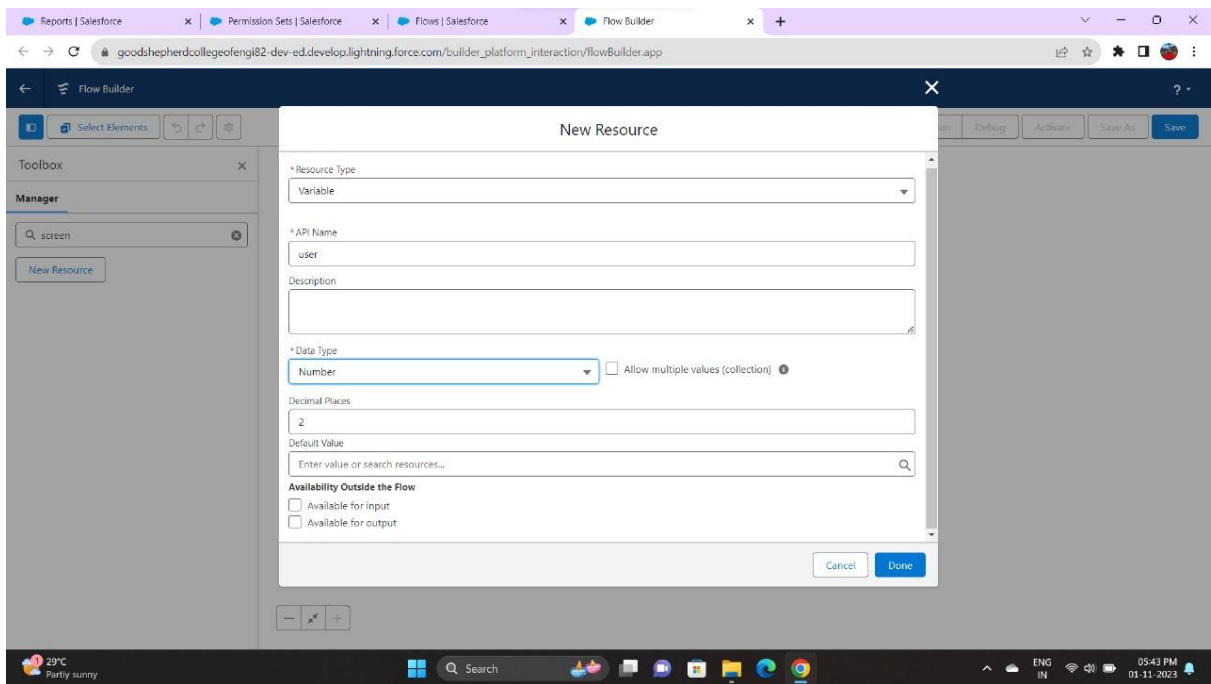 Reports | Salesforce
Permission Sets | Salesforce
Flows | Salesforce
Flow Builder
goodshepherdcollegeofengi82-dev-ed.develop.lightning.force.com/builder_platform_interaction/flowBuilder.app
Flow Builder
?
Select Elements
Debug
Activate
Save As
Save
Toolbox
Manager
screen
New Resource
New Resource
* Resource Type
Variable
* API Name
user
Description
* Data Type
Number
Allow multiple values (collection)
Decimal Places
2
Default Value
Enter value or search resources...
Availability Outside the Flow
Available for input
Available for output
Cancel
Done
1
29°C
Partly sunny
Search
ENG
IN
05:43 PM
01-11-2023